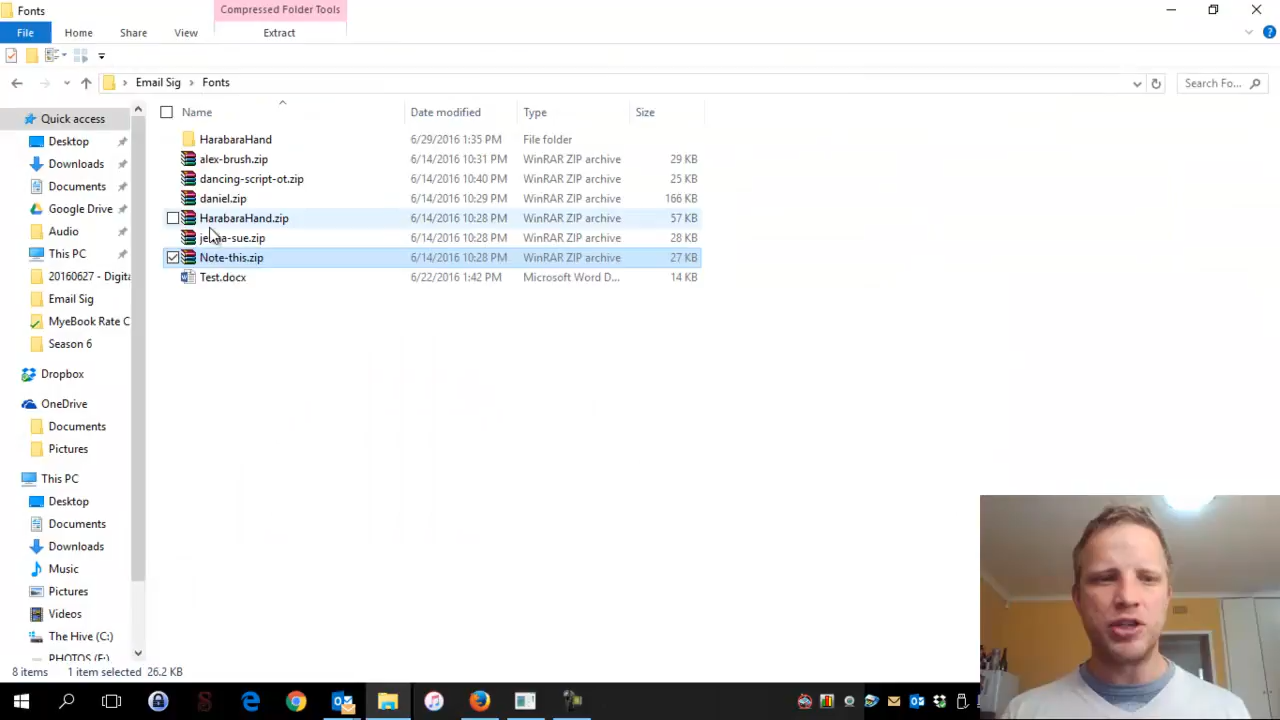 Fonts
Compressed Folder Tools
File Home Share View Extract
Email Sig Fonts Search Fo...
Name Date modified Type Size
Quick access
Desktop
Downloads
Documents
Google Drive
Audio
This PC
20160627 - Digita
Email Sig
MyeBook Rate C
Season 6
Dropbox
OneDrive
Documents
Pictures
This PC
Desktop
Documents
Downloads
Music
Pictures
Videos
The Hive (C:)
PHOTOS (F:)
HarabaraHand 6/29/2016 1:35 PM File folder
alex-brush.zip 6/14/2016 10:31 PM WinRAR ZIP archive 29 KB
dancing-script-ot.zip 6/14/2016 10:40 PM WinRAR ZIP archive 25 KB
daniel.zip 6/14/2016 10:29 PM WinRAR ZIP archive 166 KB
HarabaraHand.zip 6/14/2016 10:28 PM WinRAR ZIP archive 57 KB
6/14/2016 10:28 PM WinRAR ZIP archive 28 KB
Note-this.zip 6/14/2016 10:28 PM WinRAR ZIP archive 27 KB
Test.docx 6/22/2016 1:42 PM Microsoft Word D... 14 KB
8 items 1 item selected 26.2 KB